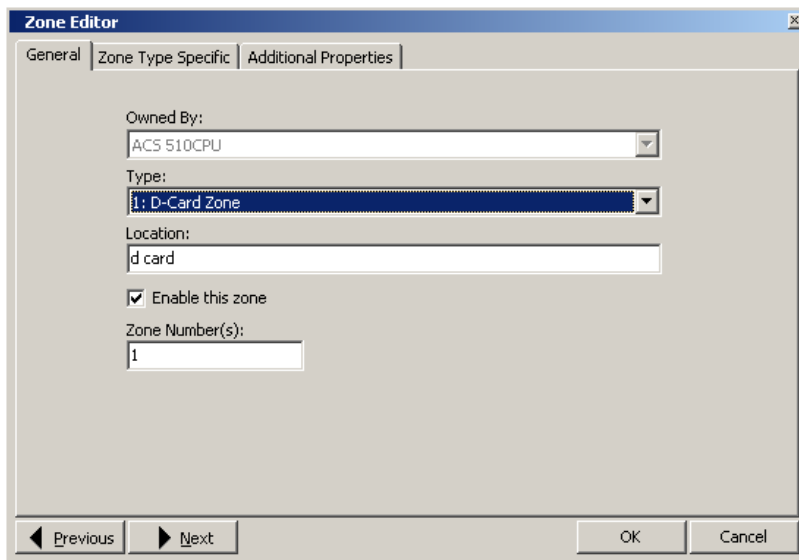 Zone Editor
General Zone Type Specific Additional Properties
Owned By:
ACS 510CPU
Type:
1: D-Card Zone
Location:
d card
Enable this zone
Zone Number(s):
1
Previous Next OK Cancel